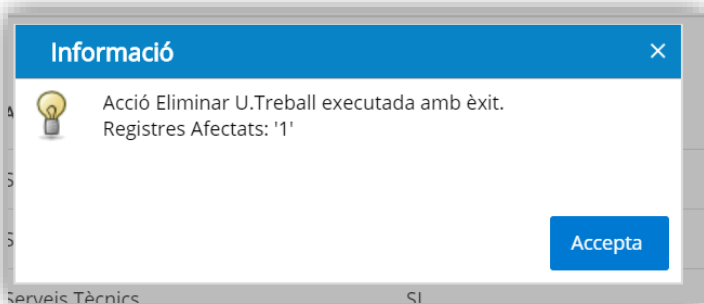 Informació
Acció Eliminar U.Treball executada amb èxit.
Registres Afectats: '1'
Accepta
Serveis Tècnics SI